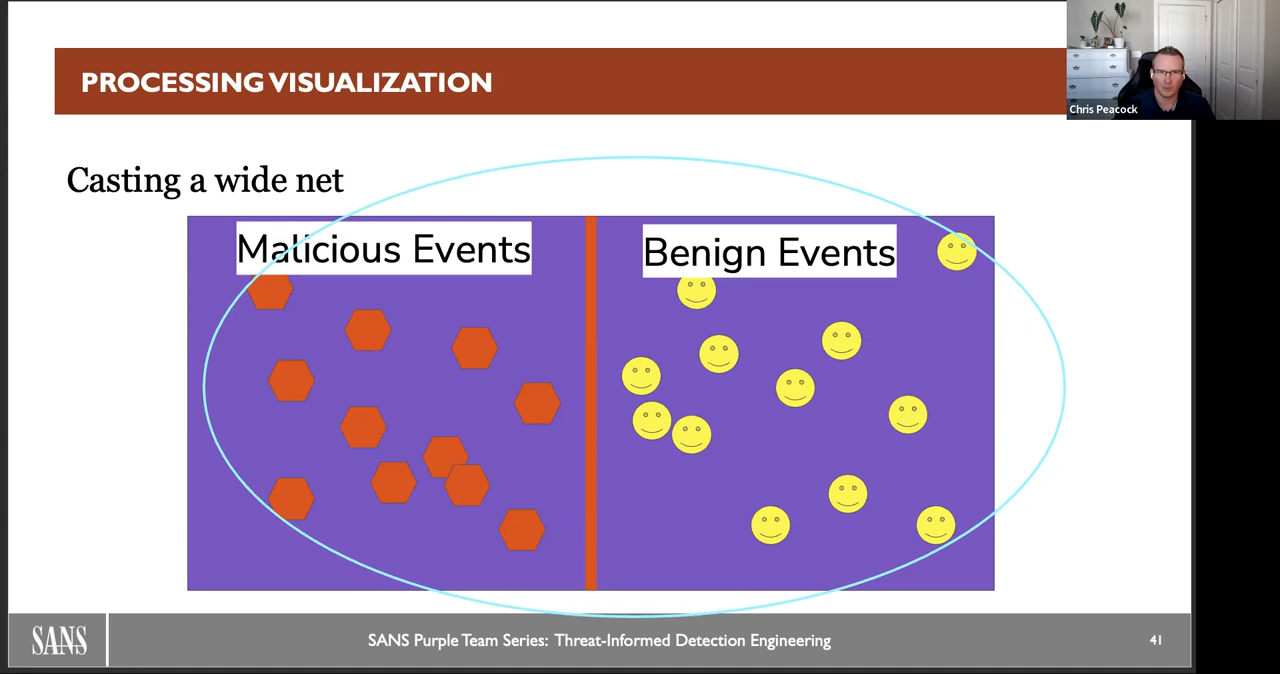 PROCESSING VISUALIZATION
Chris Peacock
Casting a wide net
Malicious Events
Benign Events
SANS
SANS Purple Team Series: Threat-Informed Detection Engineering
41